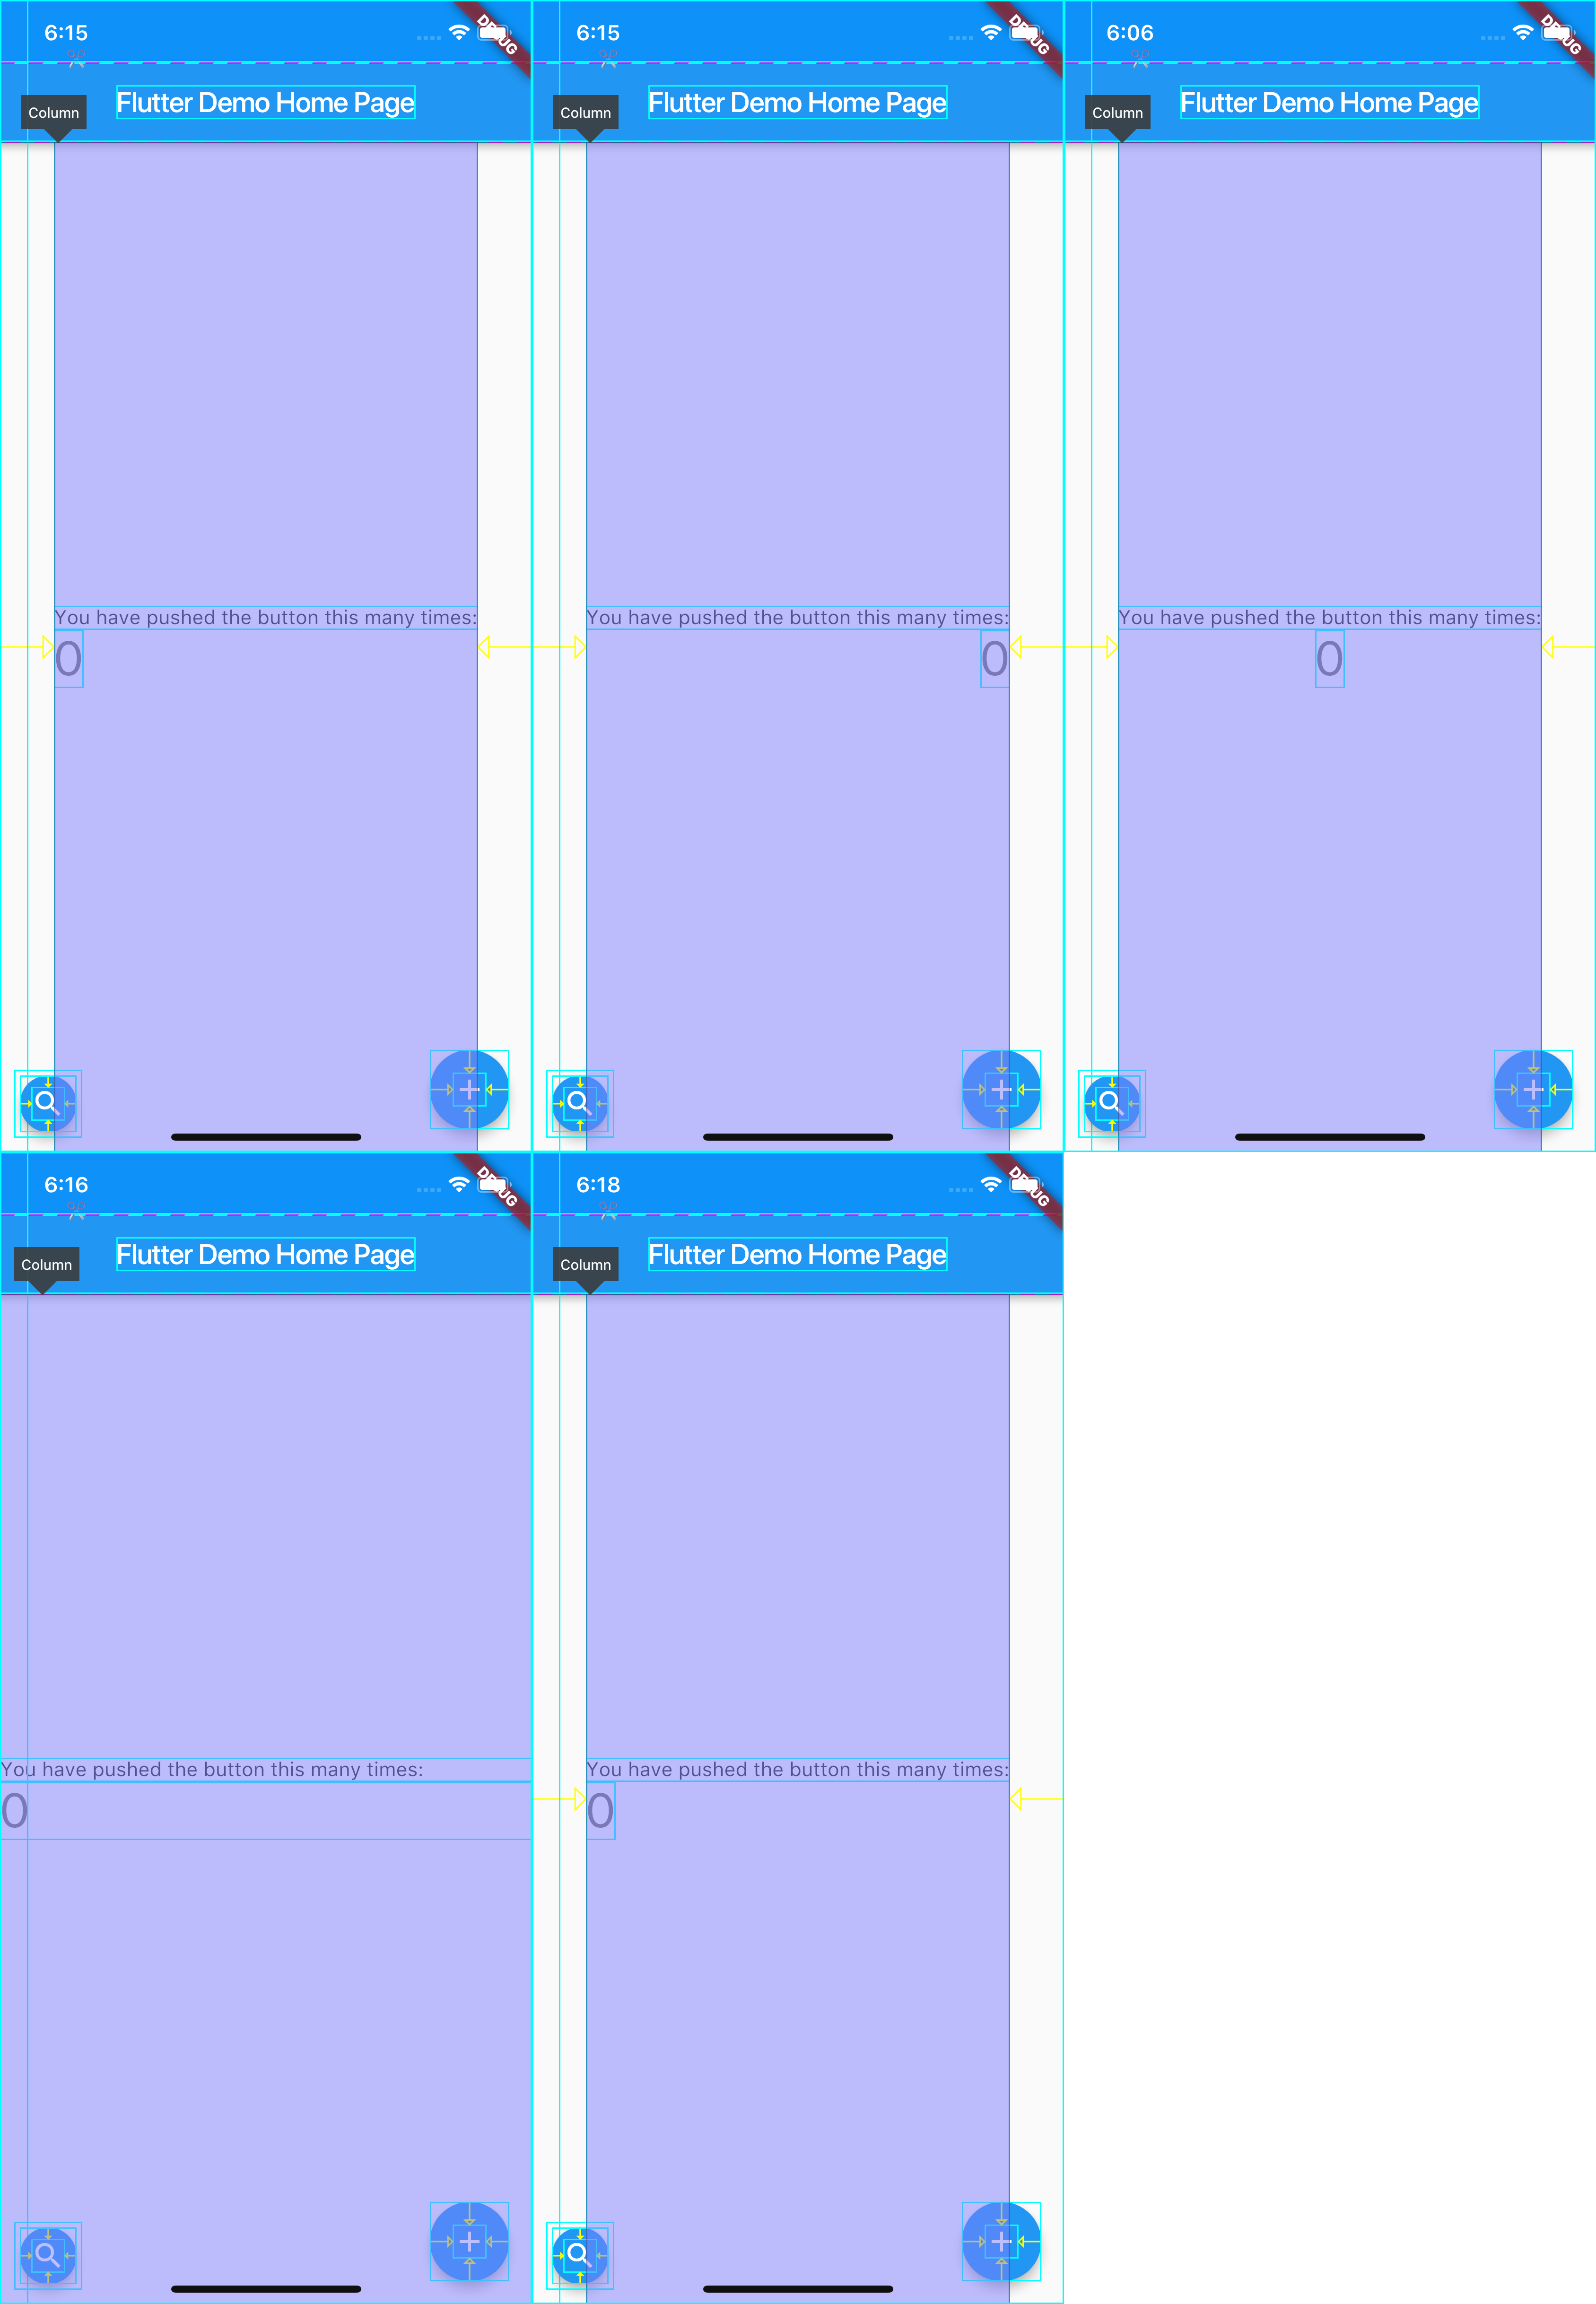 6:15
DEBUG
Flutter Demo Home Page
Column
You have pushed the button this many times:
0
6:15
DEBUG
Flutter Demo Home Page
Column
You have pushed the button this many times:
0
6:06
DEBUG
Flutter Demo Home Page
Column
You have pushed the button this many times:
0
6:16
DEBUG
Flutter Demo Home Page
Column
You have pushed the button this many times:
0
6:18
DEBUG
Flutter Demo Home Page
Column
You have pushed the button this many times:
0